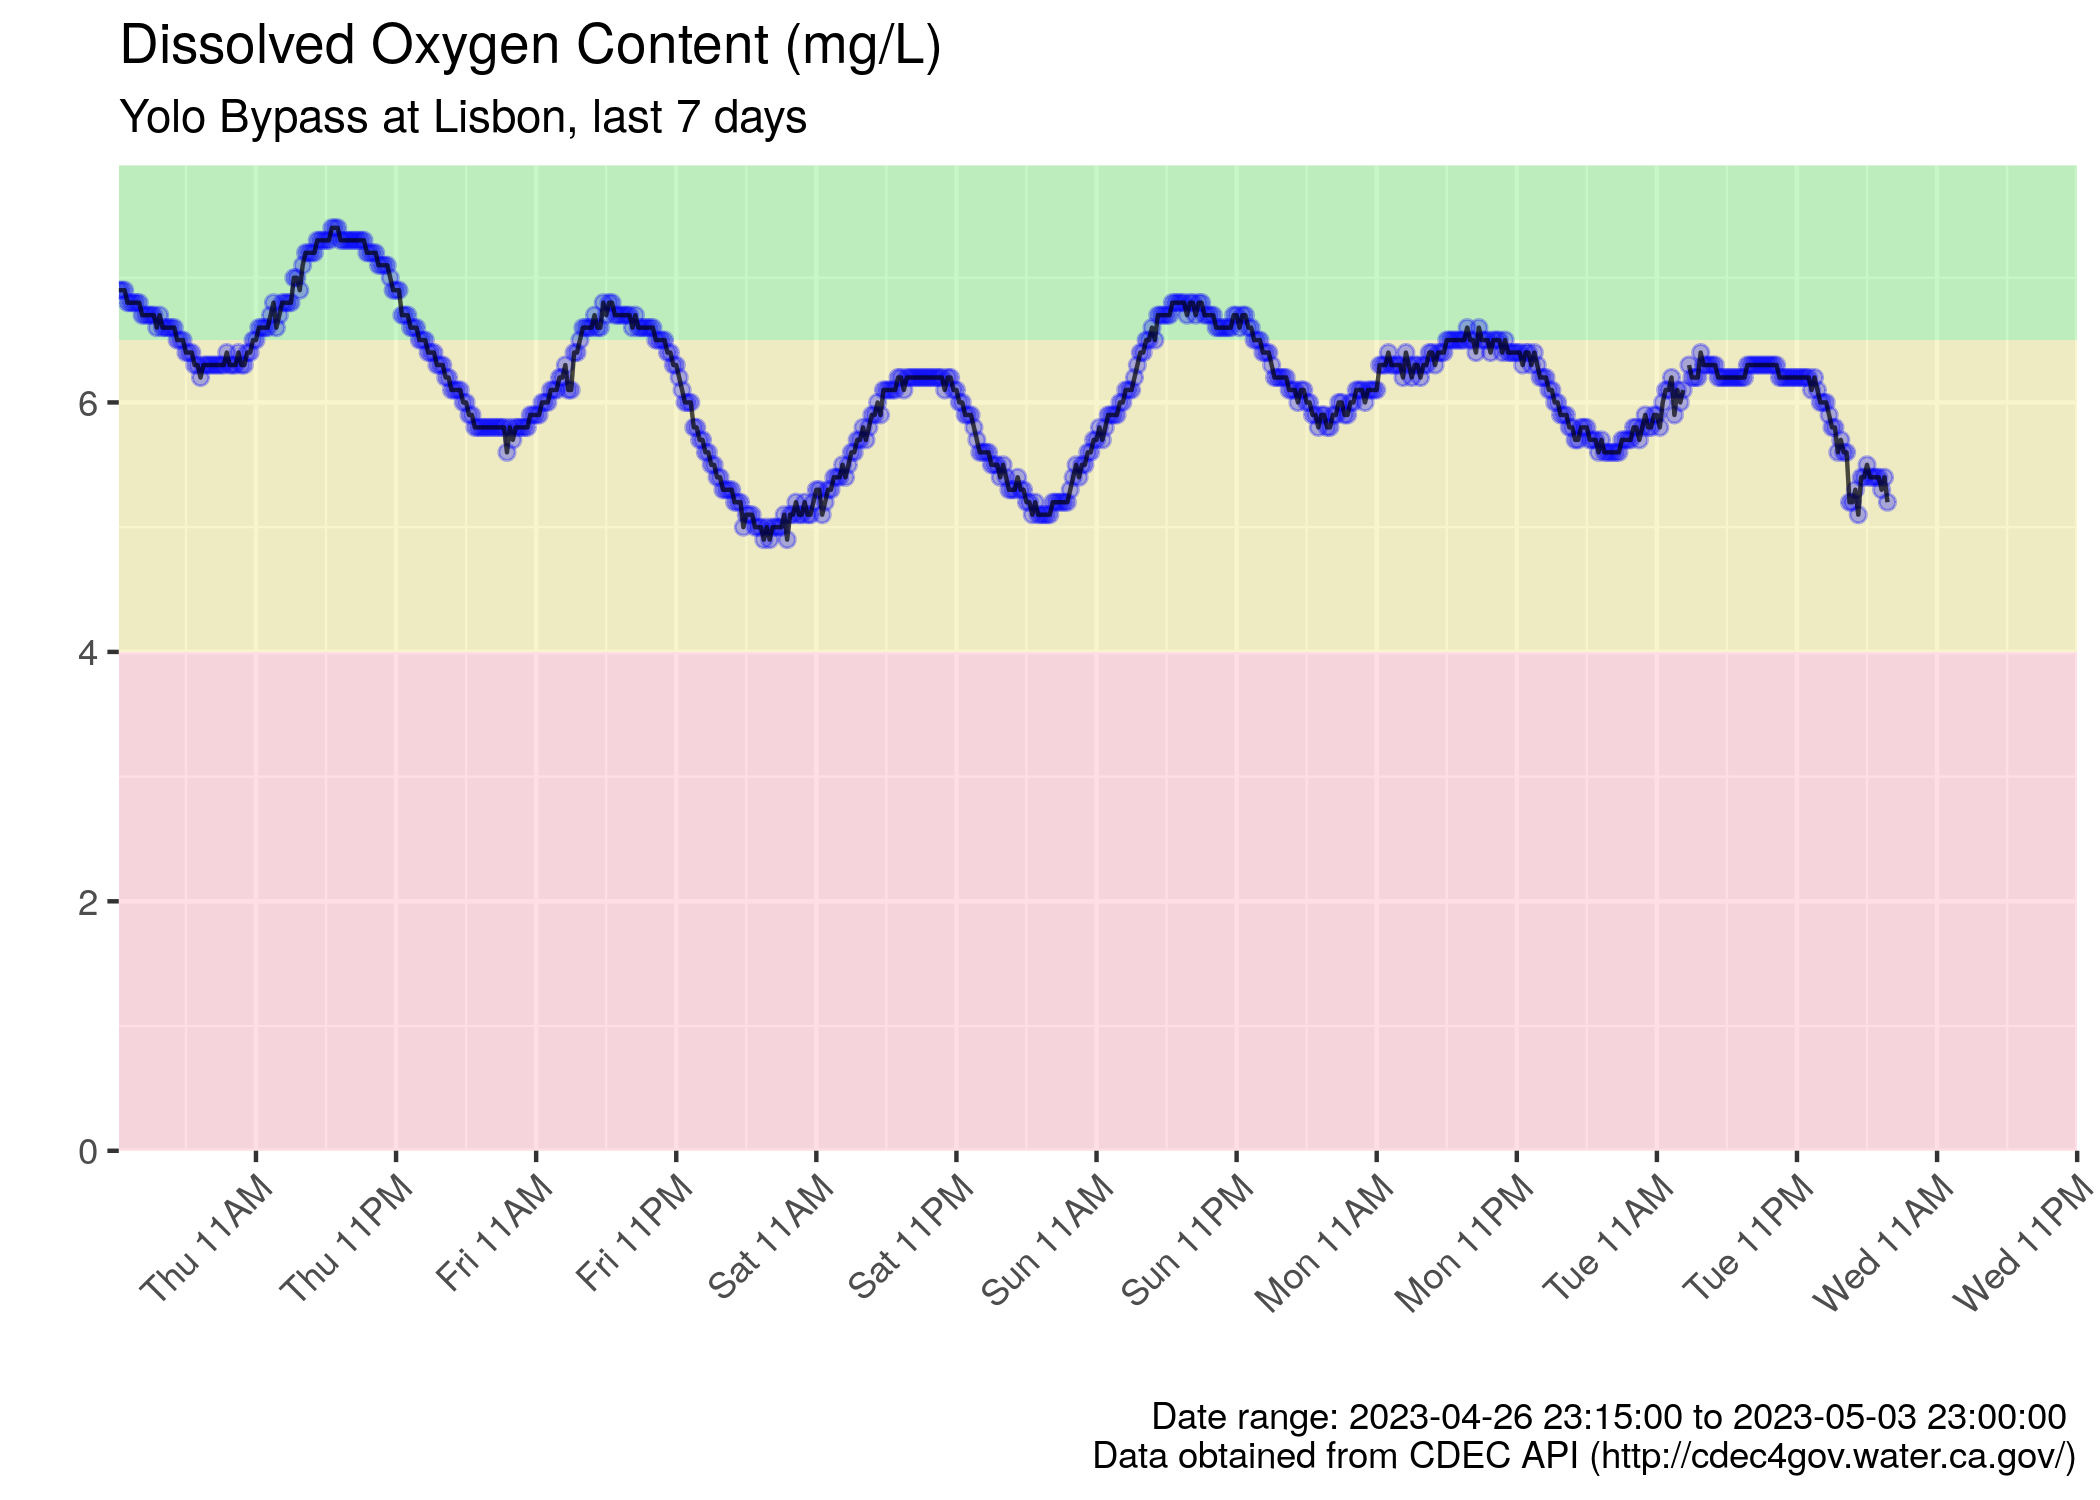 Dissolved Oxygen Content (mg/L)
Yolo Bypass at Lisbon, last 7 days
6
4
2
0
Thu 11AM
Thu 11PM
Fri 11AM
Fri 11PM
Sat 11AM
Sat 11PM
Sun 11AM
Sun 11PM
Mon 11AM
Mon 11PM
Tue 11AM
Tue 11PM
Wed 11AM
Wed 11PM
Date range: 2023-04-26 23:15:00 to 2023-05-03 23:00:00
Data obtained from CDEC API (http://cdec4gov.water.ca.gov/)